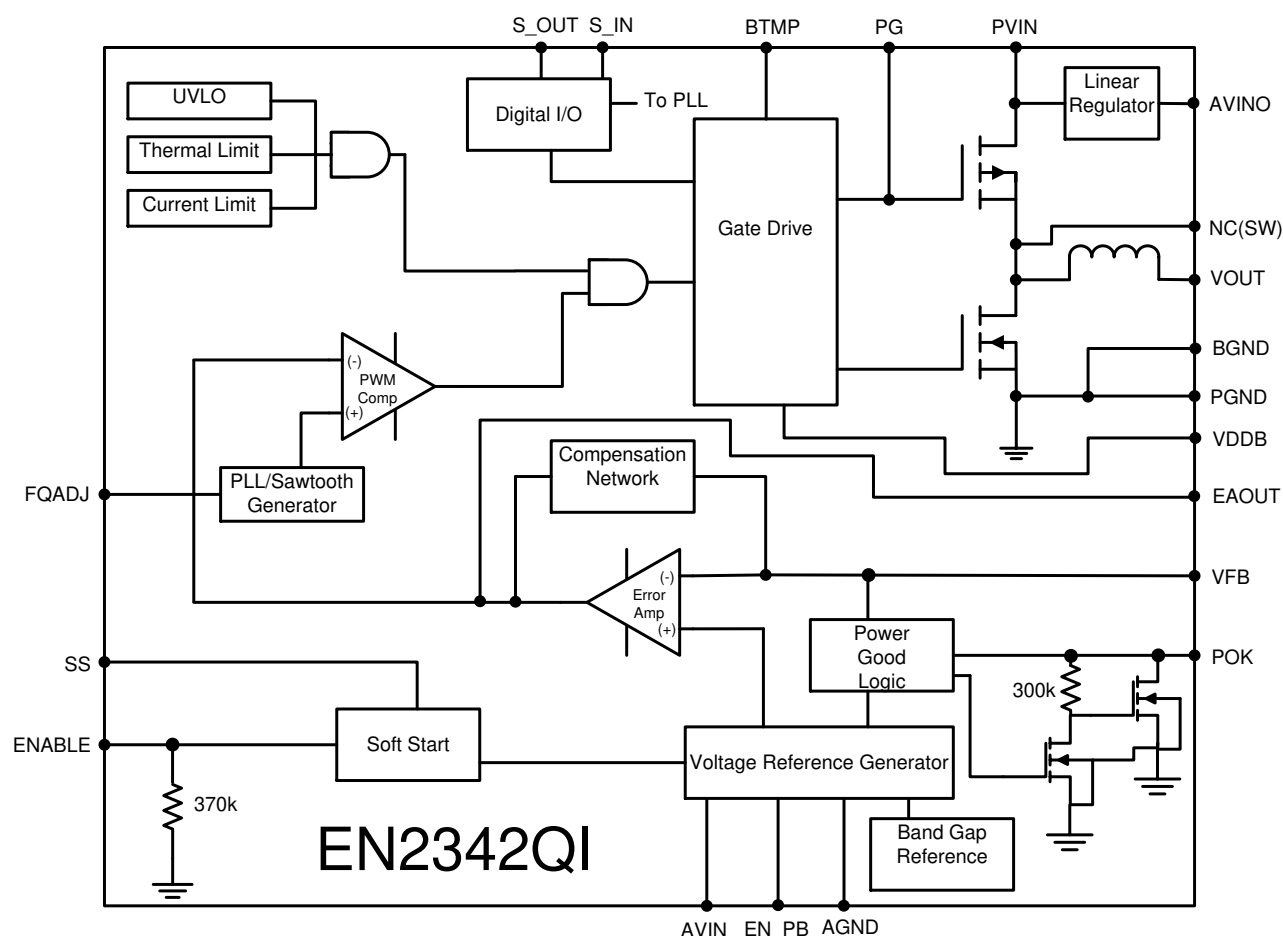 S_OUT S_IN BTMP PG PVIN
UVLO
Thermal Limit
Current Limit
Digital I/O
To PLL
Linear
Regulator
AVINO
Gate Drive
NC(SW)
VOUT
BGND
PGND
VDDB
EAOUT
(-)
PWM
Comp
(+)
FQADJ
PLL/Sawtooth
Generator
Compensation
Network
(-)
Error
Amp
(+)
VFB
Power
Good
Logic
POK
300k
SS
ENABLE
Soft Start
Voltage Reference Generator
370k
EN2342QI
Band Gap
Reference
AVIN EN_PB AGND